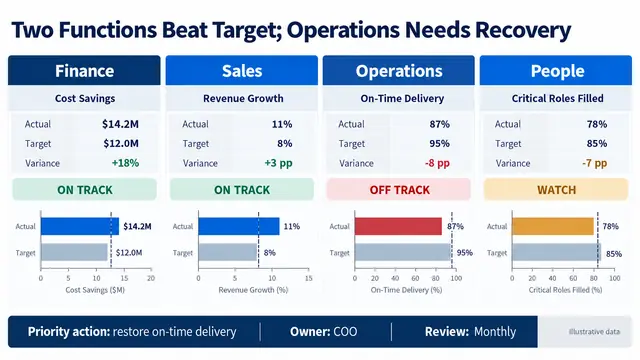 Two Functions Beat Target; Operations Needs Recovery
Finance
Cost Savings
Actual $14.2M
Target $12.0M
Variance +18%
ON TRACK
Actual $14.2M
Target $12.0M
0 5 10 15 20
Cost Savings ($M)
Sales
Revenue Growth
Actual 11%
Target 8%
Variance +3 pp
ON TRACK
Actual 11%
Target 8%
0 5 10 15
Revenue Growth (%)
Operations
On-Time Delivery
Actual 87%
Target 95%
Variance -8 pp
OFF TRACK
Actual 87%
Target 95%
0 20 40 60 80 100
On-Time Delivery (%)
People
Critical Roles Filled
Actual 78%
Target 85%
Variance -7 pp
WATCH
Actual 78%
Target 85%
0 20 40 60 80 100
Critical Roles Filled (%)
Priority action: restore on-time delivery
Owner: COO
Review: Monthly
Illustrative data